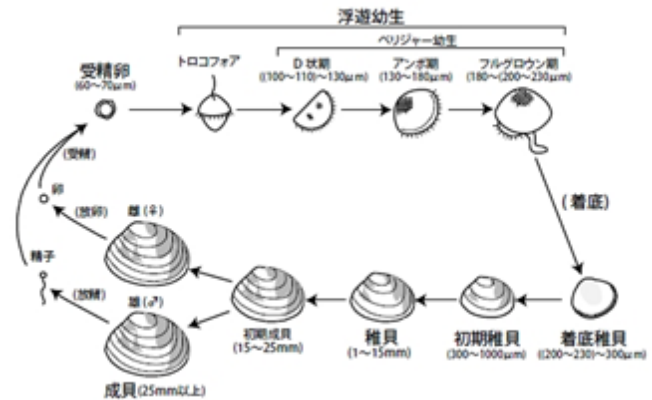 浮遊幼生
ベリジャー幼生
受精卵
(60～70μm)
トロコフォア
D状期
((100～110)～130μm)
アンボ期
(130～180μm)
フルグロウン期
(180～(200～230μm)
(受精)
卵
(放卵)
雌(♀)
(着底)
精子
(放精)
雄(♂)
成貝(25mm以上)
初期成貝
(15～25mm)
稚貝
(1～15mm)
初期稚貝
(300～1000μm)
着底稚貝
((200～230)～300μm)